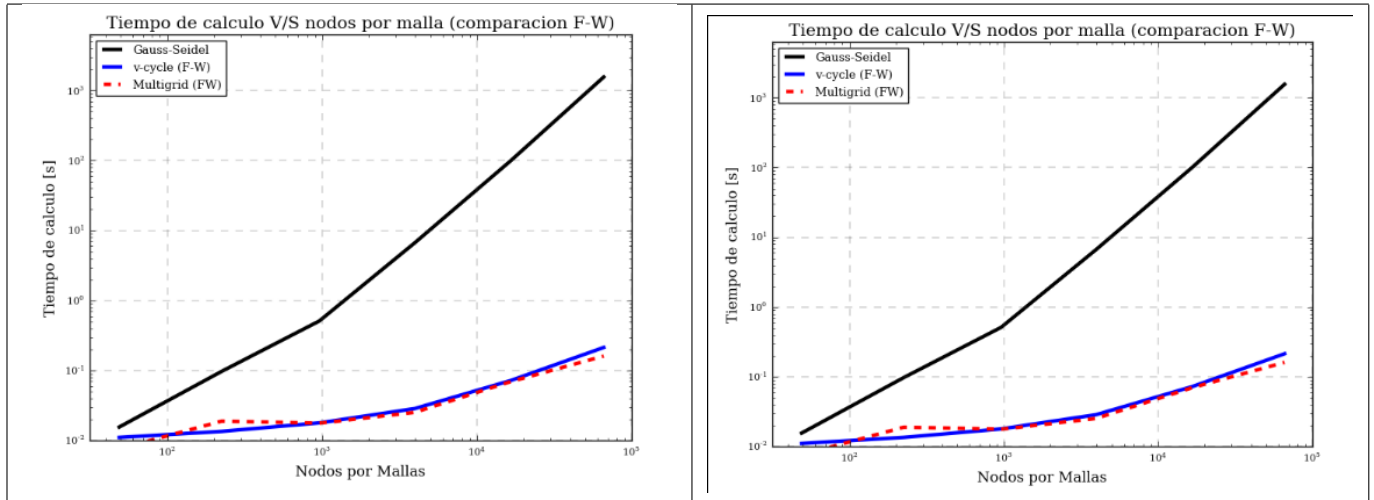 Tiempo de calculo V/S nodos por malla (comparacion F-W)
Gauss-Seidel
v-cycle (F-W)
Multigrid (FW)
Tiempo de calculo [s]
10³
10²
10¹
10⁰
10⁻¹
10⁻²
10² 10³ 10⁴ 10⁵
Nodos por Mallas
Tiempo de calculo V/S nodos por malla (comparacion F-W)
Gauss-Seidel
v-cycle (F-W)
Multigrid (FW)
Tiempo de calculo [s]
10³
10²
10¹
10⁰
10⁻¹
10⁻²
10² 10³ 10⁴ 10⁵
Nodos por Mallas